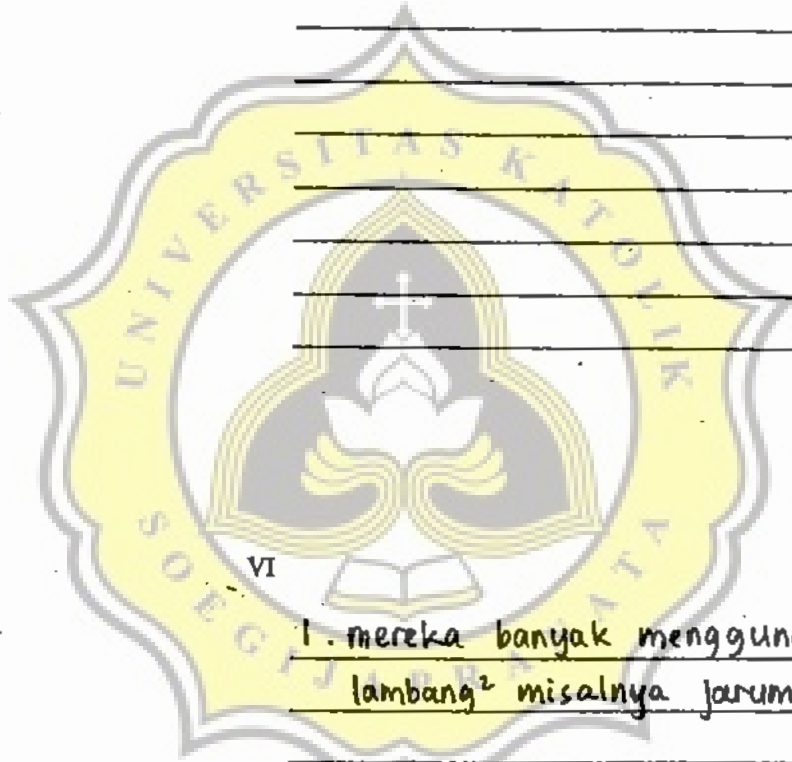 UNIVERSITAS KATOLIK
SOEGIJAPRANATA
VI
1. mereka banyak menggun
lambang² misalnya jarum